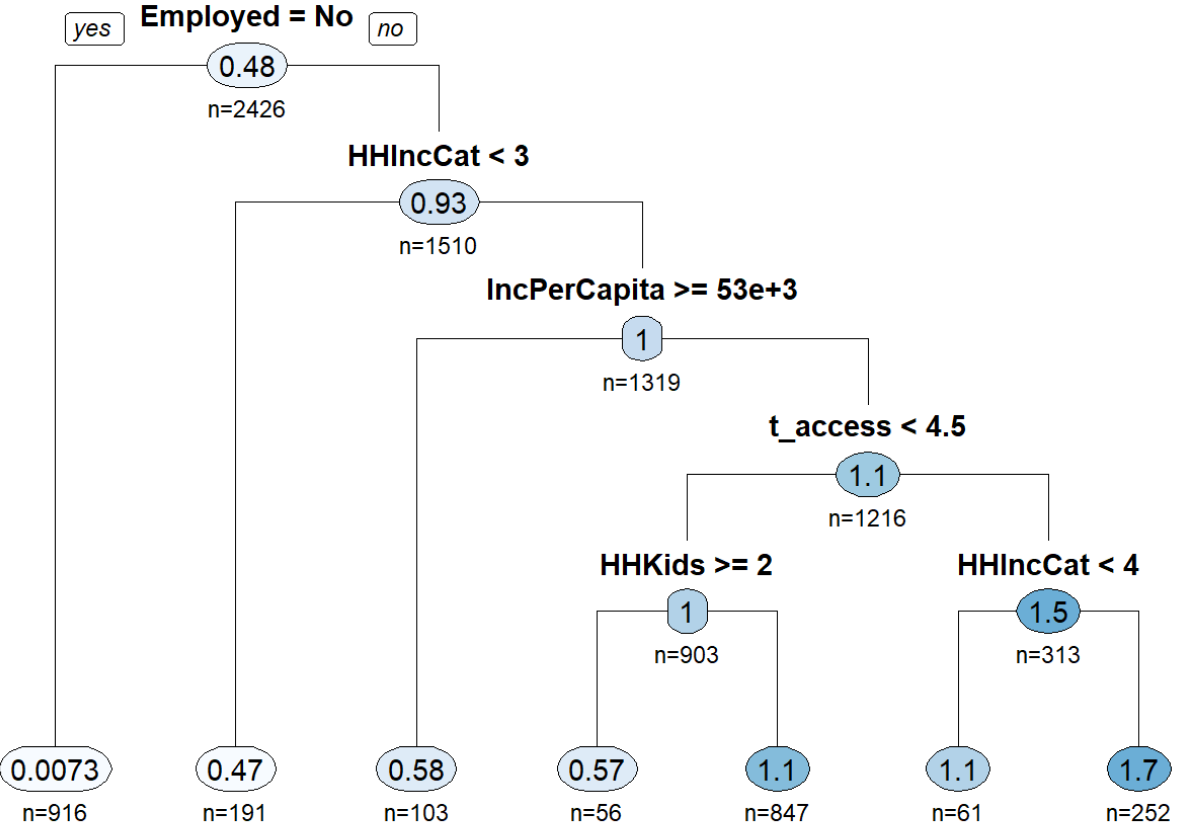 yes Employed = No no
0.48
n=2426
HHIncCat < 3
0.93
n=1510
IncPerCapita >= 53e+3
1
n=1319
t_access < 4.5
1.1
n=1216
HHKids >= 2 HHIncCat < 4
1 1.5
n=903 n=313
0.0073 0.47 0.58 0.57 1.1 1.1 1.7
n=916 n=191 n=103 n=56 n=847 n=61 n=252